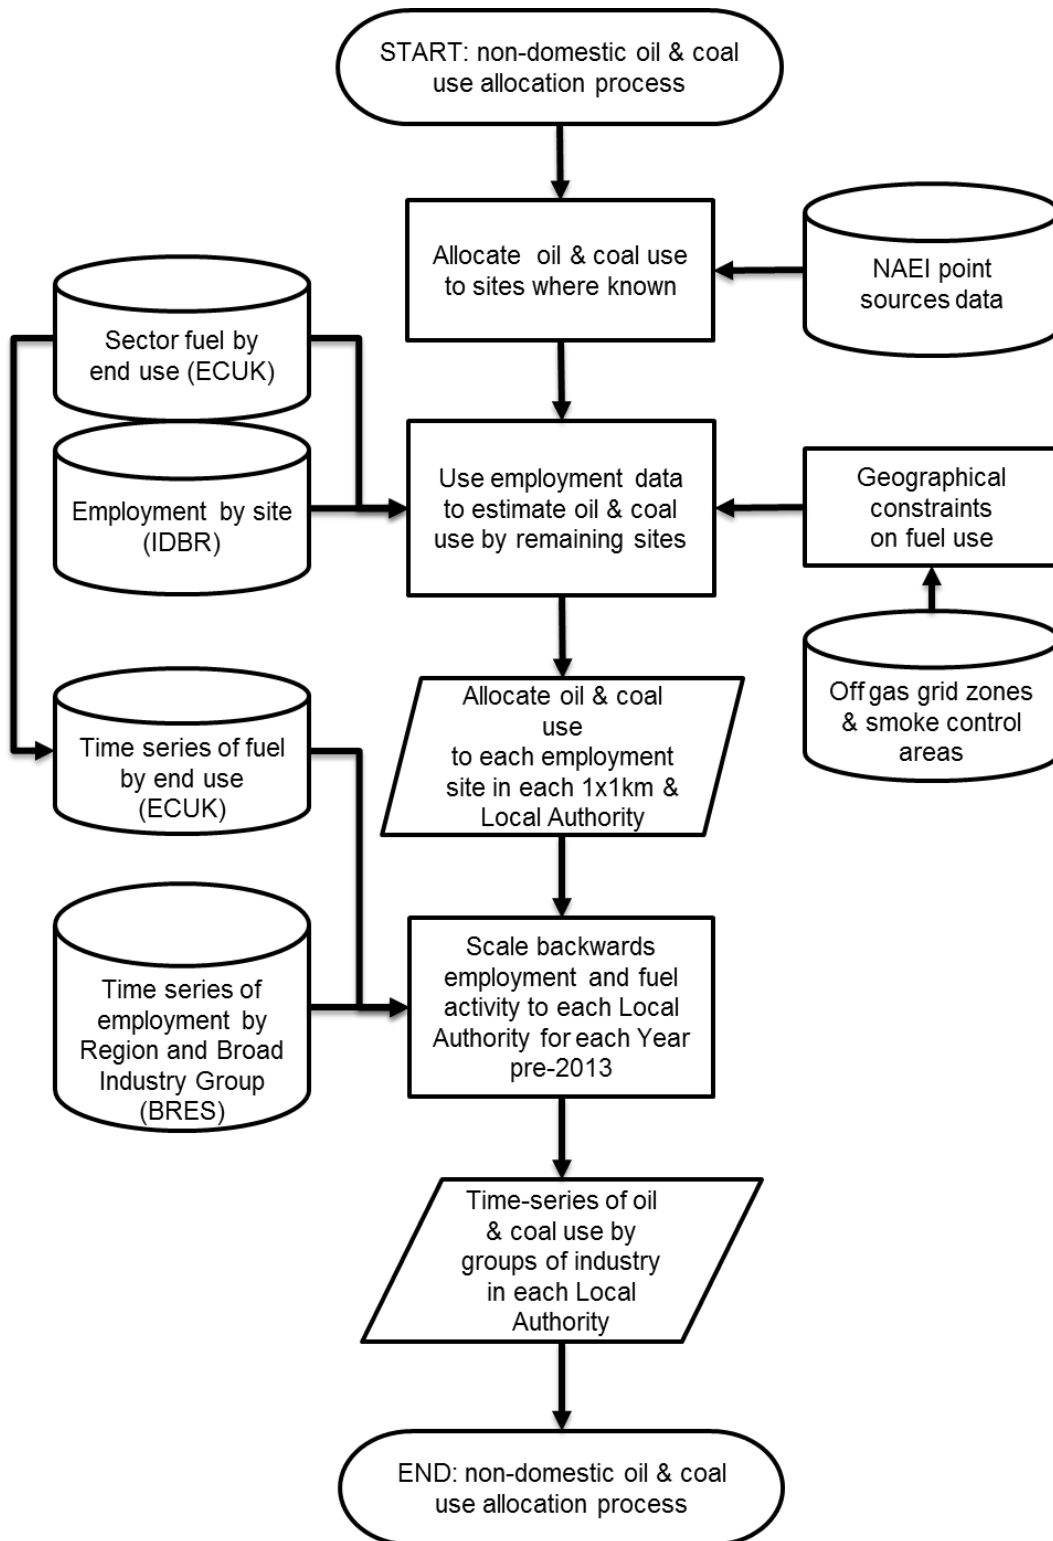 START: non-domestic oil & coal
use allocation process
Allocate oil & coal use
to sites where known
NAEI point
sources data
Sector fuel by
end use (ECUK)
Employment by site
(IDBR)
Use employment data
to estimate oil & coal
use by remaining sites
Geographical
constraints
on fuel use
Off gas grid zones
& smoke control
areas
Allocate oil & coal
use
to each employment
site in each 1x1km &
Local Authority
Time series of fuel
by end use
(ECUK)
Time series of
employment by
Region and Broad
Industry Group
(BRES)
Scale backwards
employment and fuel
activity to each Local
Authority for each Year
pre-2013
Time-series of oil
& coal use by
groups of industry
in each Local
Authority
END: non-domestic oil & coal
use allocation process